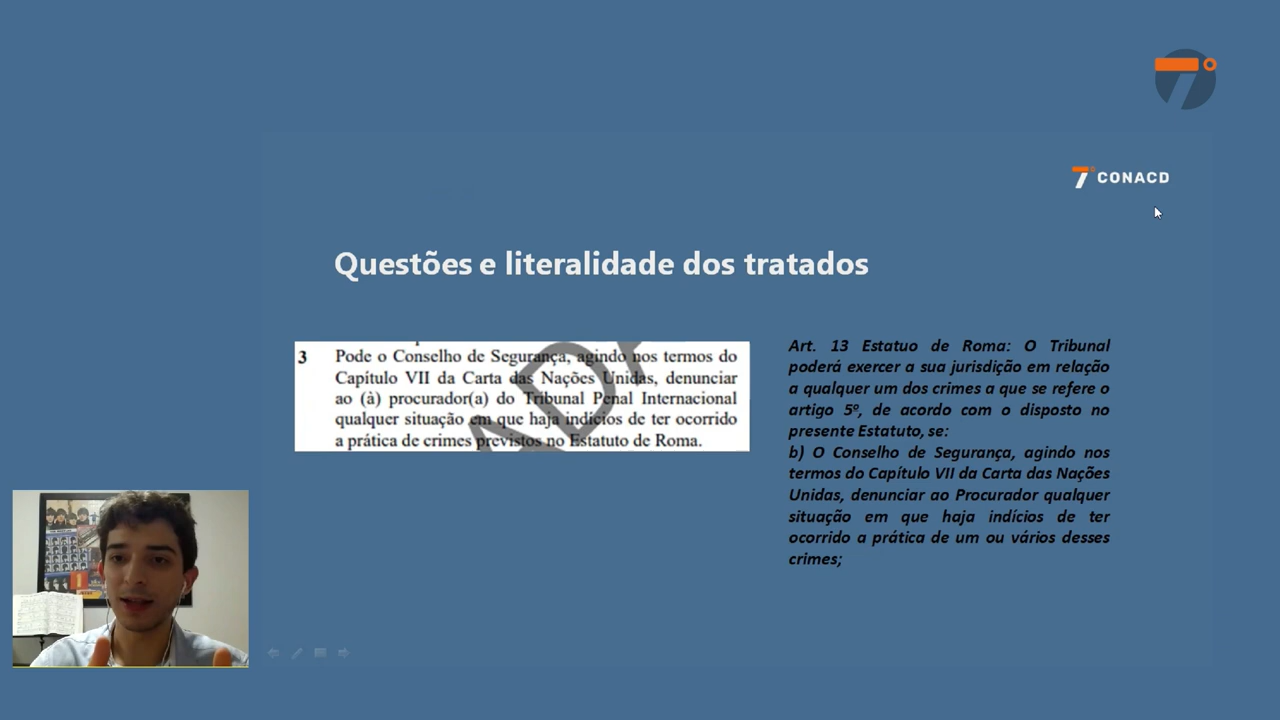 7°
7° CONACD
Questões e literalidade dos tratados
3 Pode o Conselho de Segurança, agindo nos termos do
Capítulo VII da Carta das Nações Unidas, denunciar
ao (à) procurador(a) do Tribunal Penal Internacional
qualquer situação em que haja indícios de ter ocorrido
a prática de crimes previstos no Estatuto de Roma.
Art. 13 Estatuo de Roma: O Tribunal
poderá exercer a sua jurisdição em relação
a qualquer um dos crimes a que se refere o
artigo 5º, de acordo com o disposto no
presente Estatuto, se:
b) O Conselho de Segurança, agindo nos
termos do Capítulo VII da Carta das Nações
Unidas, denunciar ao Procurador qualquer
situação em que haja indícios de ter
ocorrido a prática de um ou vários desses
crimes;